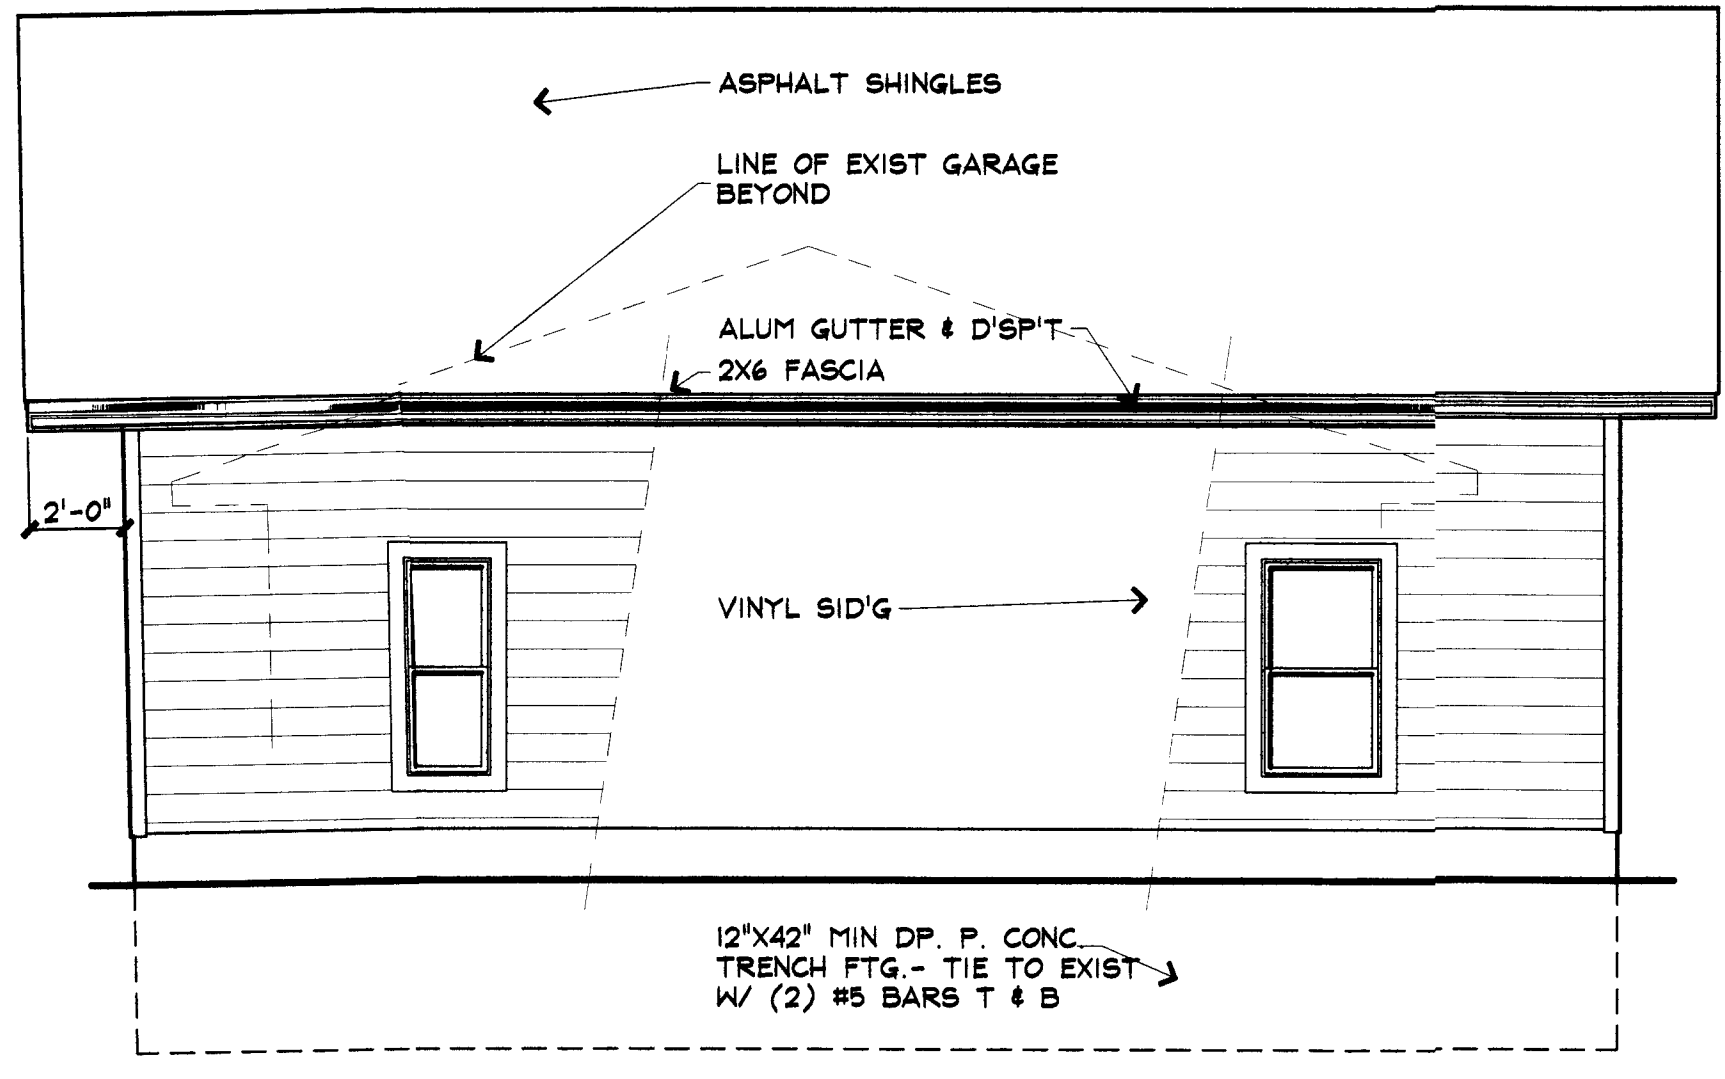 ASPHALT SHINGLES
LINE OF EXIST GARAGE
BEYOND
ALUM GUTTER & D'SP'T
2X6 FASCIA
2'-0"
VINYL SID'G
12"X42" MIN DP. P. CONC.
TRENCH FTG.- TIE TO EXIST
W/ (2) #5 BARS T & B